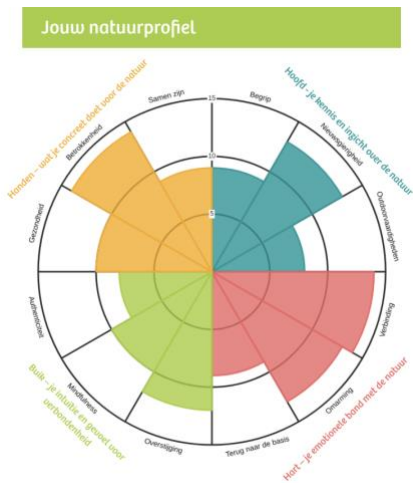 Jouw natuurprofiel
Handen – wat je concreet doet voor de natuur
Hoofd - je kennis en inzicht over de natuur
Samen zijn
Begrip
Betrokkenheid
Nieuwsgierigheid
Gezondheid
Outdoorvaardigheden
15
10
5
Authenticiteit
Verbinding
Mindfulness
Omarming
Overstijging
Terug naar de basis
Buik – je intuïtie en gevoel voor
verbondenheid
Hart – je emotionele band met de natuur